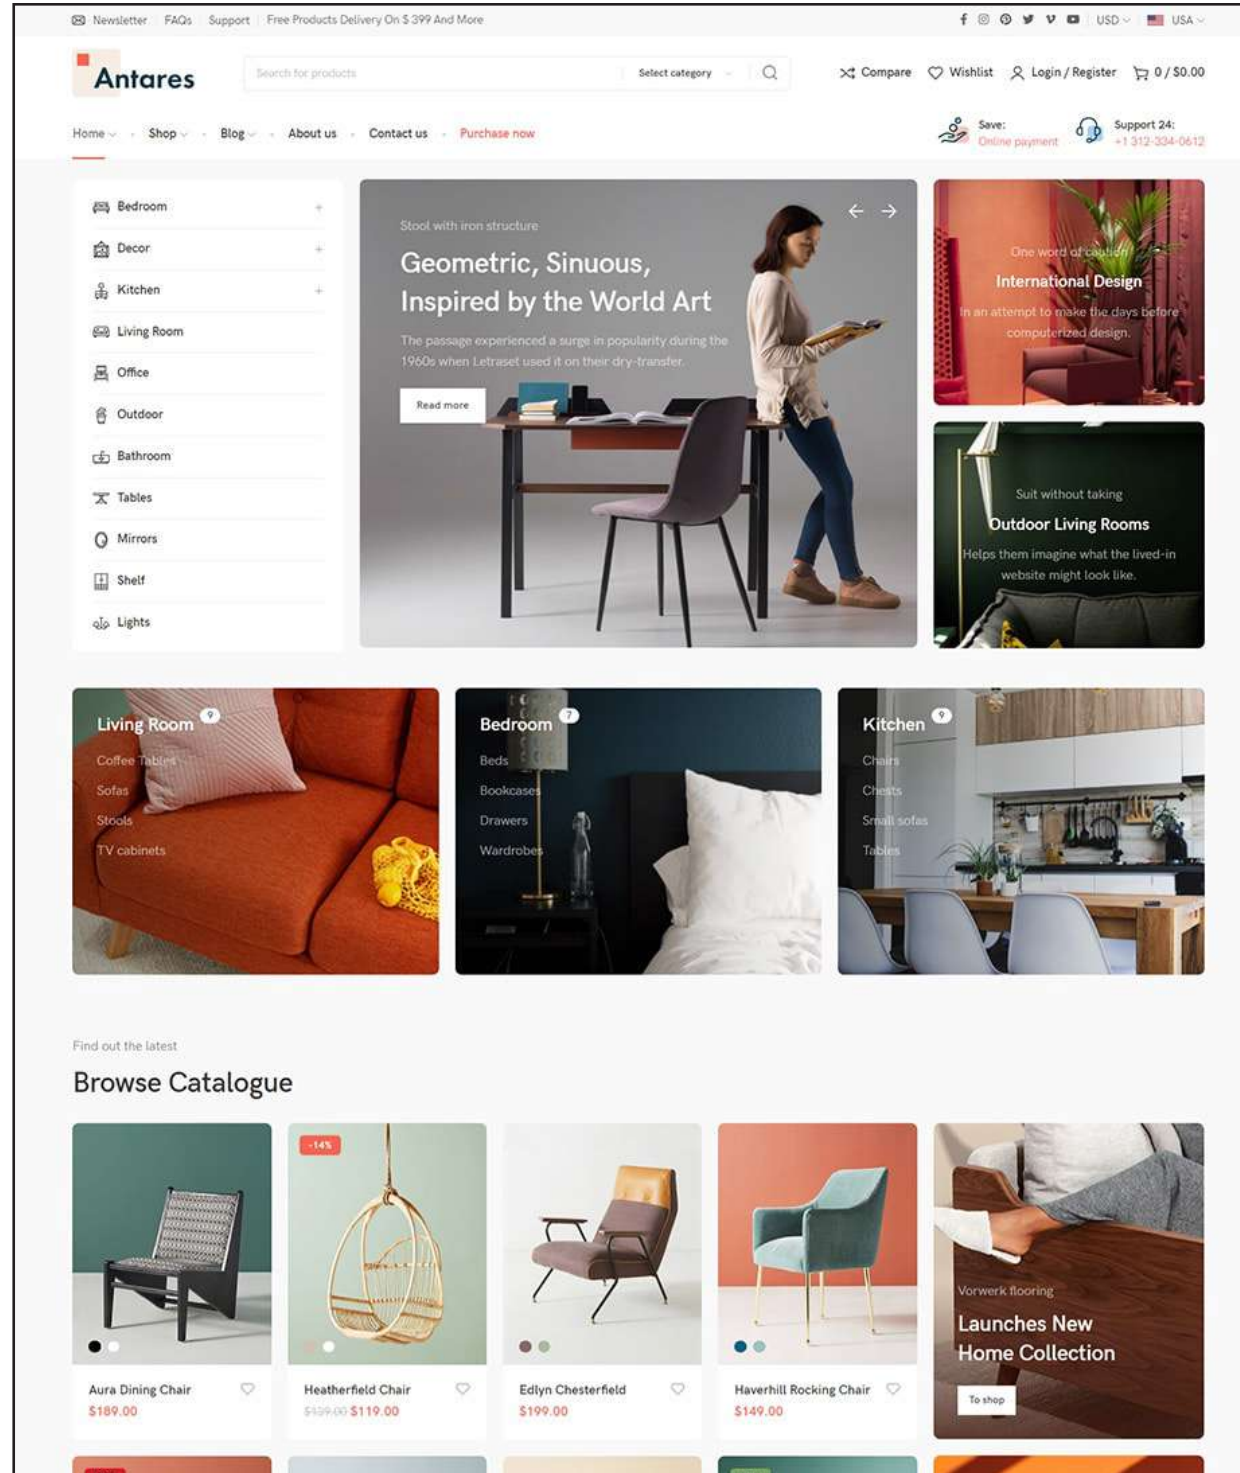 Newsletter FAQs Support Free Products Delivery On $ 399 And More USD USA
Antares
Search for products Select category Compare Wishlist Login / Register 0 / $0.00
Home Shop Blog About us Contact us Purchase now
Save:
Online payment
Support 24:
+1 312-334-0612
Bedroom
Decor
Kitchen
Living Room
Office
Outdoor
Bathroom
Tables
Mirrors
Shelf
Lights
Stool with iron structure
Geometric, Sinuous,
Inspired by the World Art
The passage experienced a surge in popularity during the
1960s when Letraset used it on their dry-transfer.
Read more
One word of caution
International Design
In an attempt to make the days before
computerized design.
Suit without taking
Outdoor Living Rooms
Helps them imagine what the lived-in
website might look like.
Living Room 9
Coffee Tables
Sofas
Stools
TV cabinets
Bedroom 7
Beds
Bookcases
Drawers
Wardrobes
Kitchen 9
Chairs
Chests
Small sofas
Tables
Find out the latest
Browse Catalogue
Aura Dining Chair
$189.00
-14%
Heatherfield Chair
$139.00 $119.00
Edlyn Chesterfield
$199.00
Haverhill Rocking Chair
$149.00
Vorwerk flooring
Launches New
Home Collection
To shop